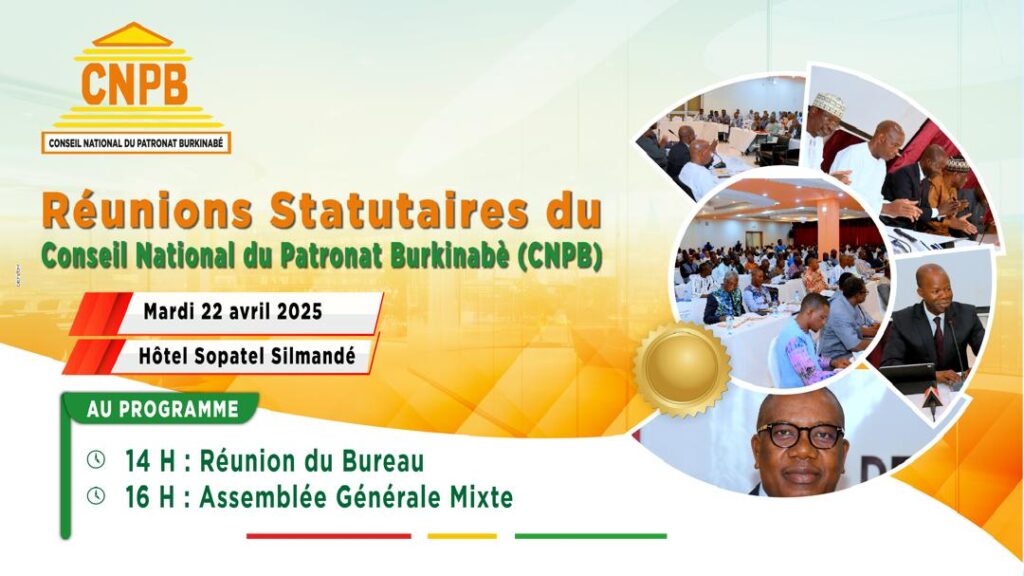 CNPB
CONSEIL NATIONAL DU PATRONAT BURKINABÉ
Réunions Statutaires du
Conseil National du Patronat Burkinabè (CNPB)
Mardi 22 avril 2025
Hôtel Sopatel Silmandé
AU PROGRAMME
14 H : Réunion du Bureau
16 H : Assemblée Générale Mixte